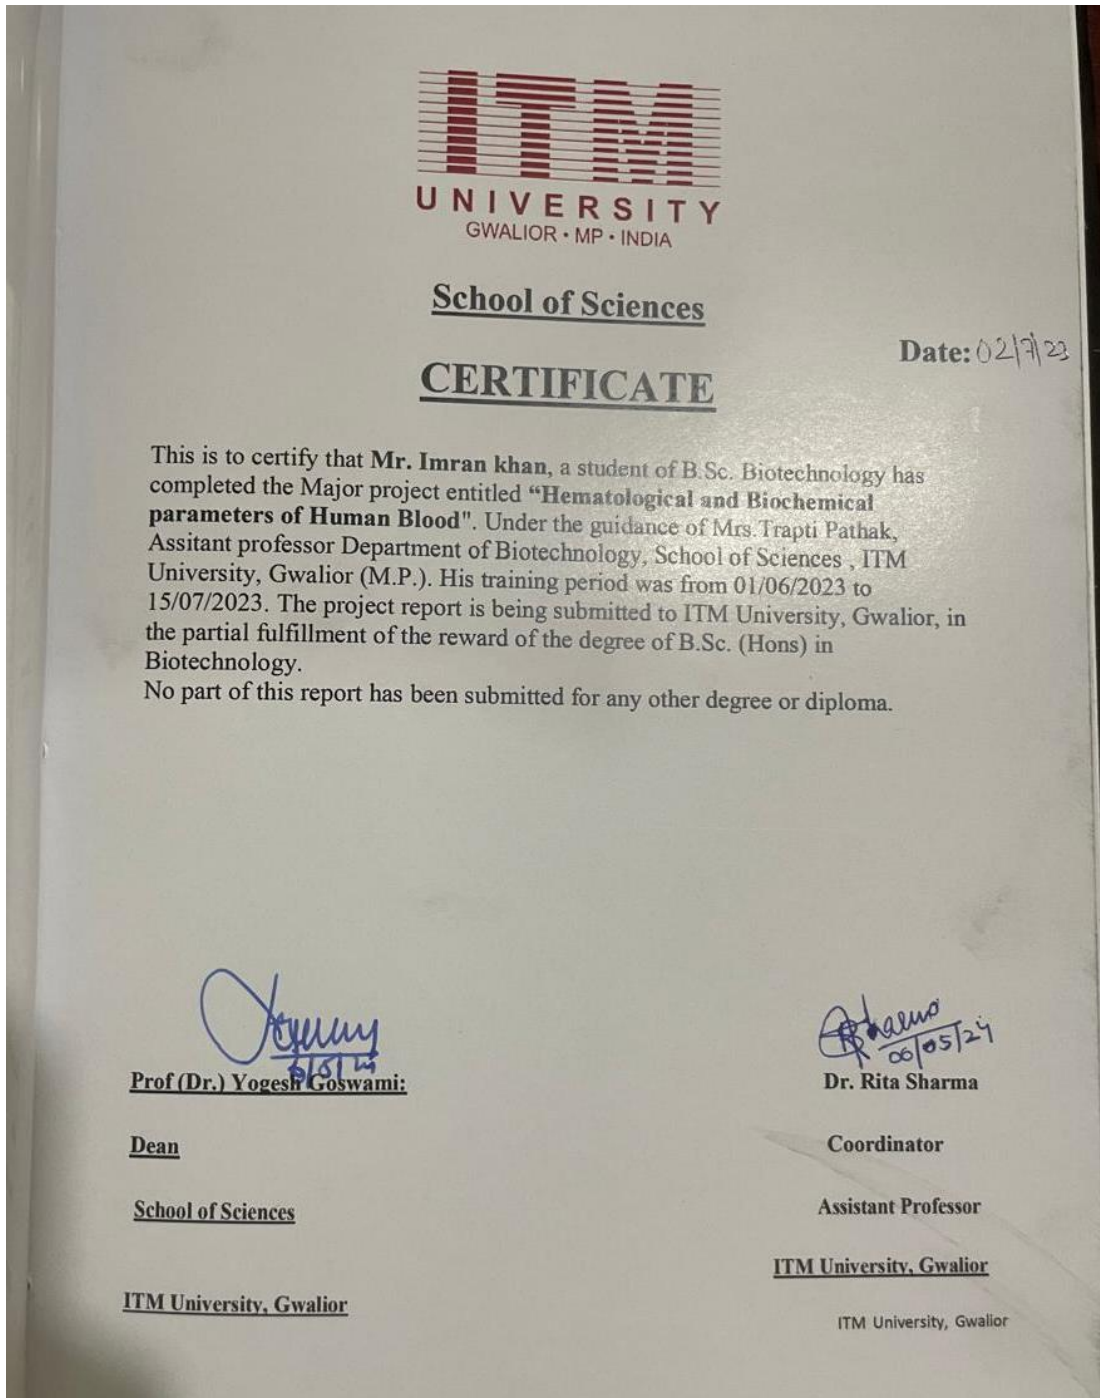 ITM
UNIVERSITY
GWALIOR • MP • INDIA
School of Sciences
Date: 02/7/23
CERTIFICATE
This is to certify that Mr. Imran khan, a student of B.Sc. Biotechnology has
completed the Major project entitled “Hematological and Biochemical
parameters of Human Blood". Under the guidance of Mrs.Trapti Pathak,
Assitant professor Department of Biotechnology, School of Sciences , ITM
University, Gwalior (M.P.). His training period was from 01/06/2023 to
15/07/2023. The project report is being submitted to ITM University, Gwalior, in
the partial fulfillment of the reward of the degree of B.Sc. (Hons) in
Biotechnology.
No part of this report has been submitted for any other degree or diploma.
06/05/24
Prof (Dr.) Yogesh Goswami:
Dr. Rita Sharma
Dean
Coordinator
School of Sciences
Assistant Professor
ITM University, Gwalior
ITM University, Gwalior
ITM University, Gwalior